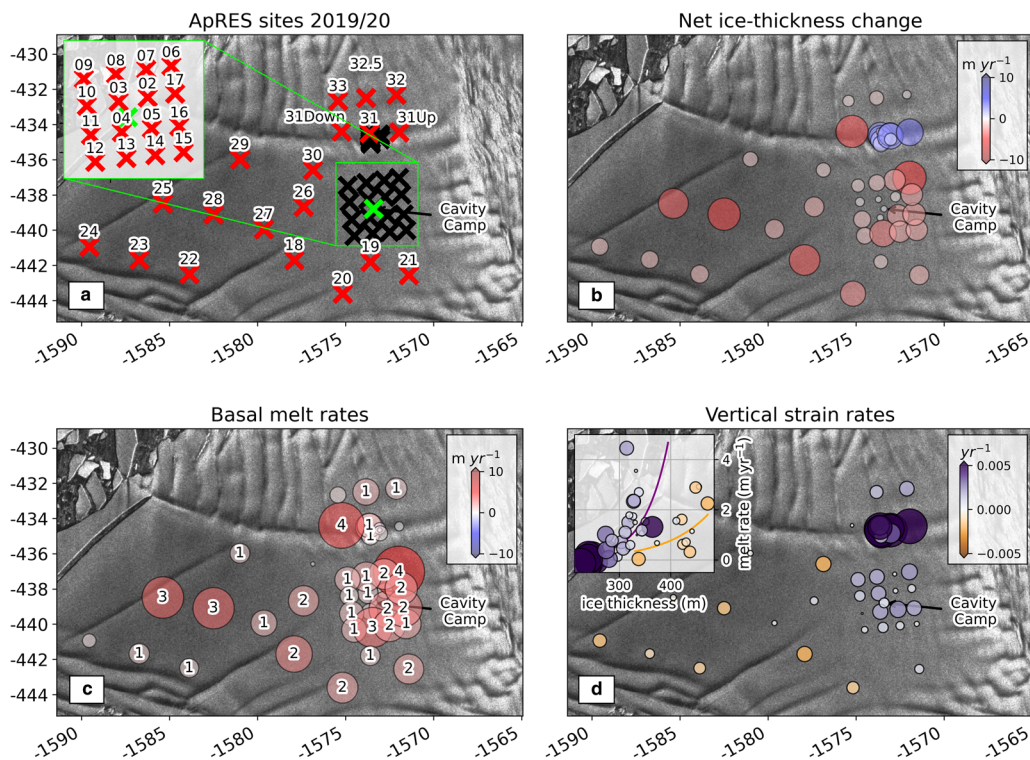 ApRES sites 2019/20
-430
-432
-434
-436
-438
-440
-442
-444
09 08 07 06
10 03 02 17
11 04 05 16
12 13 14 15
32.5
33 32
31Down 31 31Up
29
30
25
28
26
27
24
23
22
18
19
20
21
Cavity
Camp
a
-1590 -1585 -1580 -1575 -1570 -1565
Net ice-thickness change
m yr⁻¹
10
0
−10
Cavity
Camp
b
-1590 -1585 -1580 -1575 -1570 -1565
Basal melt rates
-430
-432
-434
-436
-438
-440
-442
-444
m yr⁻¹
10
0
−10
1 1
4 1
1
1
1 1 2 4
1 1 2
3 3 2 1 2 2
1 1 3 2 1
1 1 2 1 2
2
Cavity
Camp
c
-1590 -1585 -1580 -1575 -1570 -1565
Vertical strain rates
yr⁻¹
0.005
0.000
−0.005
4
2
0
melt rate (m yr⁻¹)
300 400
ice thickness (m)
Cavity
Camp
d
-1590 -1585 -1580 -1575 -1570 -1565